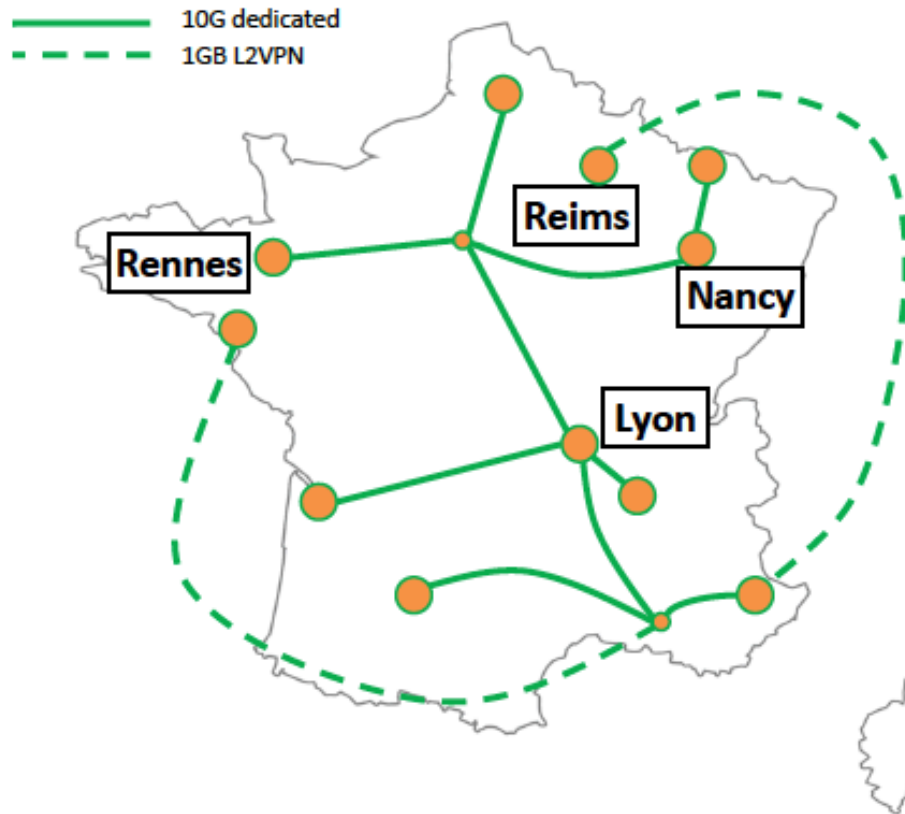 10G dedicated
1GB L2VPN
Reims
Rennes
Nancy
Lyon